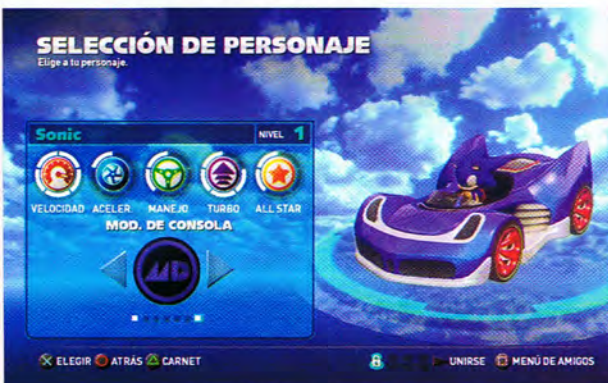 SELECCIÓN DE PERSONAJE
Elige a tu personaje.
Sonic NIVEL 1
VELOCIDAD ACELER. MANEJO TURBO ALL STAR
MOD. DE CONSOLA
MD
ELEGIR ATRÁS CARNET UNIRSE MENÚ DE AMIGOS